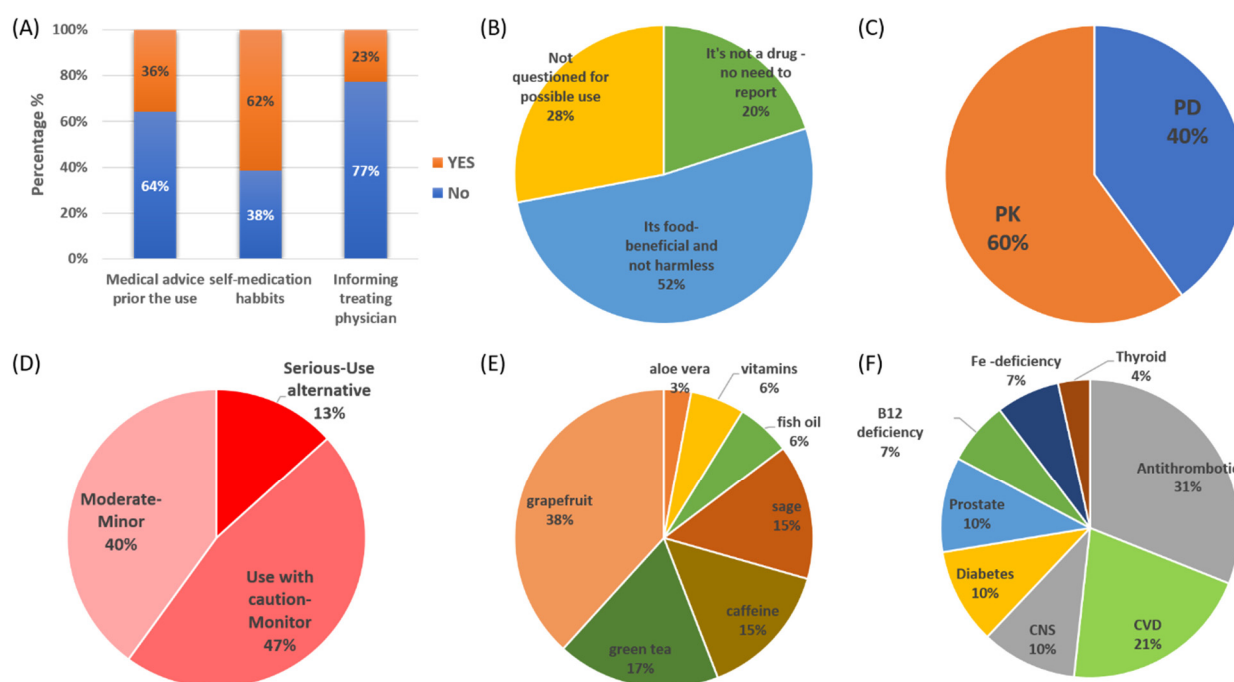 (A)
100%
80%
60%
40%
20%
0%
Percentage %
36%
62%
23%
64%
38%
77%
YES
No
Medical advice
prior the use
self-medication
habbits
Informing
treating
physician
(B)
Not
questioned for
possible use
28%
It's not a drug -
no need to
report
20%
Its food-
beneficial and
not harmless
52%
(C)
PD
40%
PK
60%
(D)
Serious-Use
alternative
13%
Moderate-
Minor
40%
Use with
caution-
Monitor
47%
(E)
aloe vera
3%
vitamins
6%
fish oil
6%
grapefruit
38%
sage
15%
caffeine
15%
green tea
17%
(F)
Fe -deficiency
7%
Thyroid
4%
B12
deficiency
7%
Antithrombotic
31%
Prostate
10%
Diabetes
10%
CNS
10%
CVD
21%